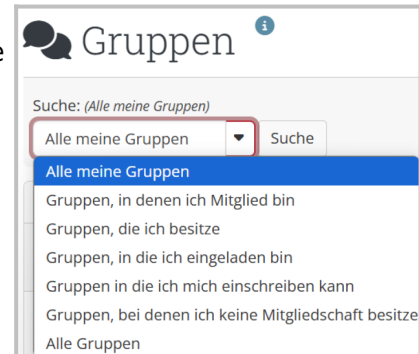 Gruppen
Suche: (Alle meine Gruppen)
Alle meine Gruppen Suche
Alle meine Gruppen
Gruppen, in denen ich Mitglied bin
Gruppen, die ich besitze
Gruppen, in die ich eingeladen bin
Gruppen in die ich mich einschreiben kann
Gruppen, bei denen ich keine Mitgliedschaft besitze
Alle Gruppen